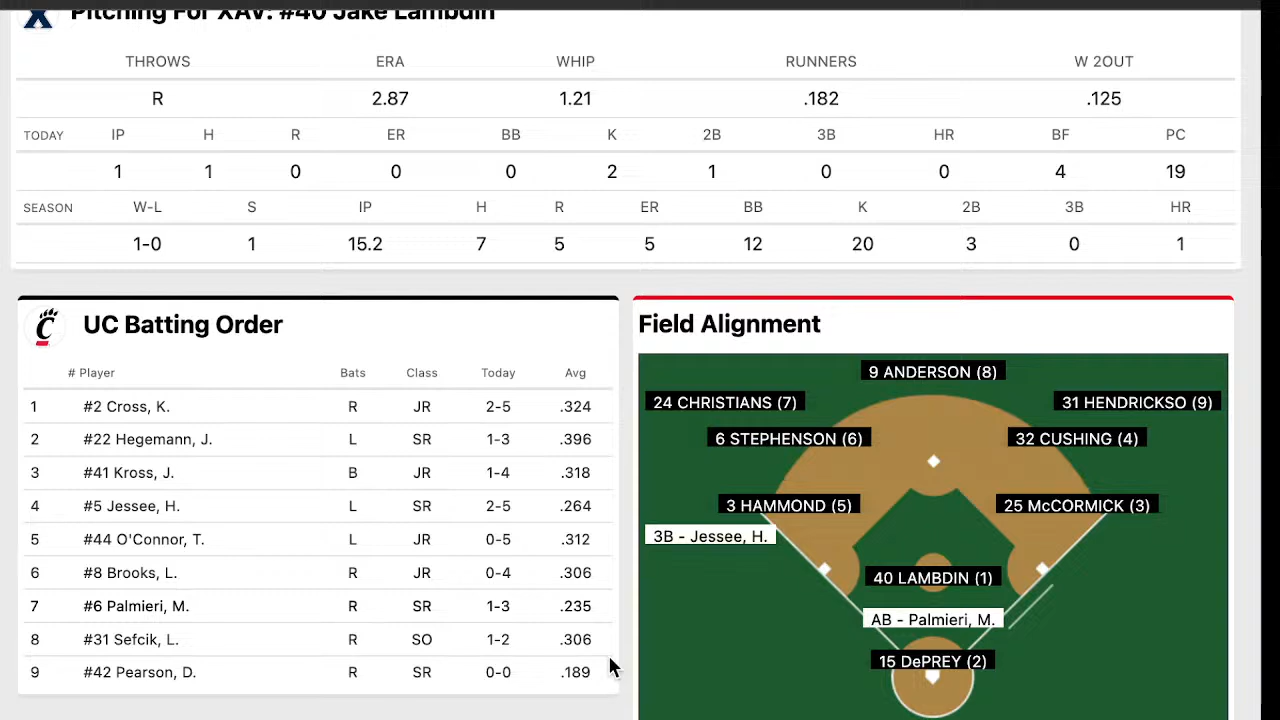 X Pitching For XAV: #40 Jake Lambdin
THROWS ERA WHIP RUNNERS W 2OUT
R 2.87 1.21 .182 .125
TODAY IP H R ER BB K 2B 3B HR BF PC
1 1 0 0 0 2 1 0 0 4 19
SEASON W-L S IP H R ER BB K 2B 3B HR
1-0 1 15.2 7 5 5 12 20 3 0 1
C UC Batting Order
# Player Bats Class Today Avg
1 #2 Cross, K. R JR 2-5 .324
2 #22 Hegemann, J. L SR 1-3 .396
3 #41 Kross, J. B JR 1-4 .318
4 #5 Jessee, H. L SR 2-5 .264
5 #44 O'Connor, T. L JR 0-5 .312
6 #8 Brooks, L. R JR 0-4 .306
7 #6 Palmieri, M. R SR 1-3 .235
8 #31 Sefcik, L. R SO 1-2 .306
9 #42 Pearson, D. R SR 0-0 .189
Field Alignment
9 ANDERSON (8)
24 CHRISTIANS (7) 31 HENDRICKSO (9)
6 STEPHENSON (6) 32 CUSHING (4)
3 HAMMOND (5) 25 McCORMICK (3)
3B - Jessee, H.
40 LAMBDIN (1)
AB - Palmieri, M.
15 DePREY (2)